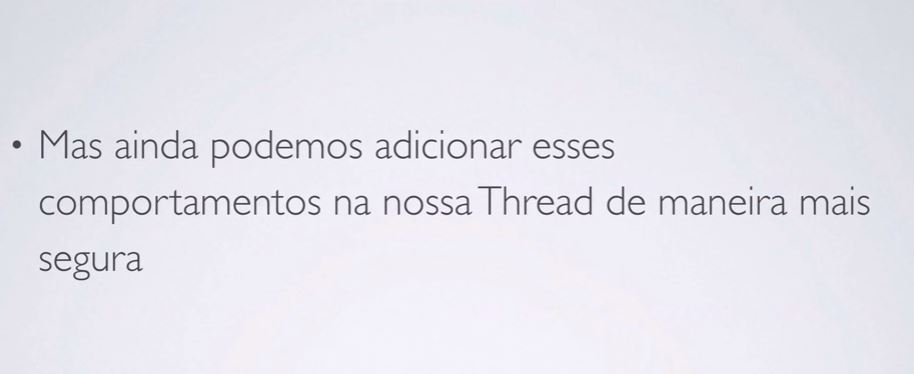 • Mas ainda podemos adicionar esses
comportamentos na nossa Thread de maneira mais
segura